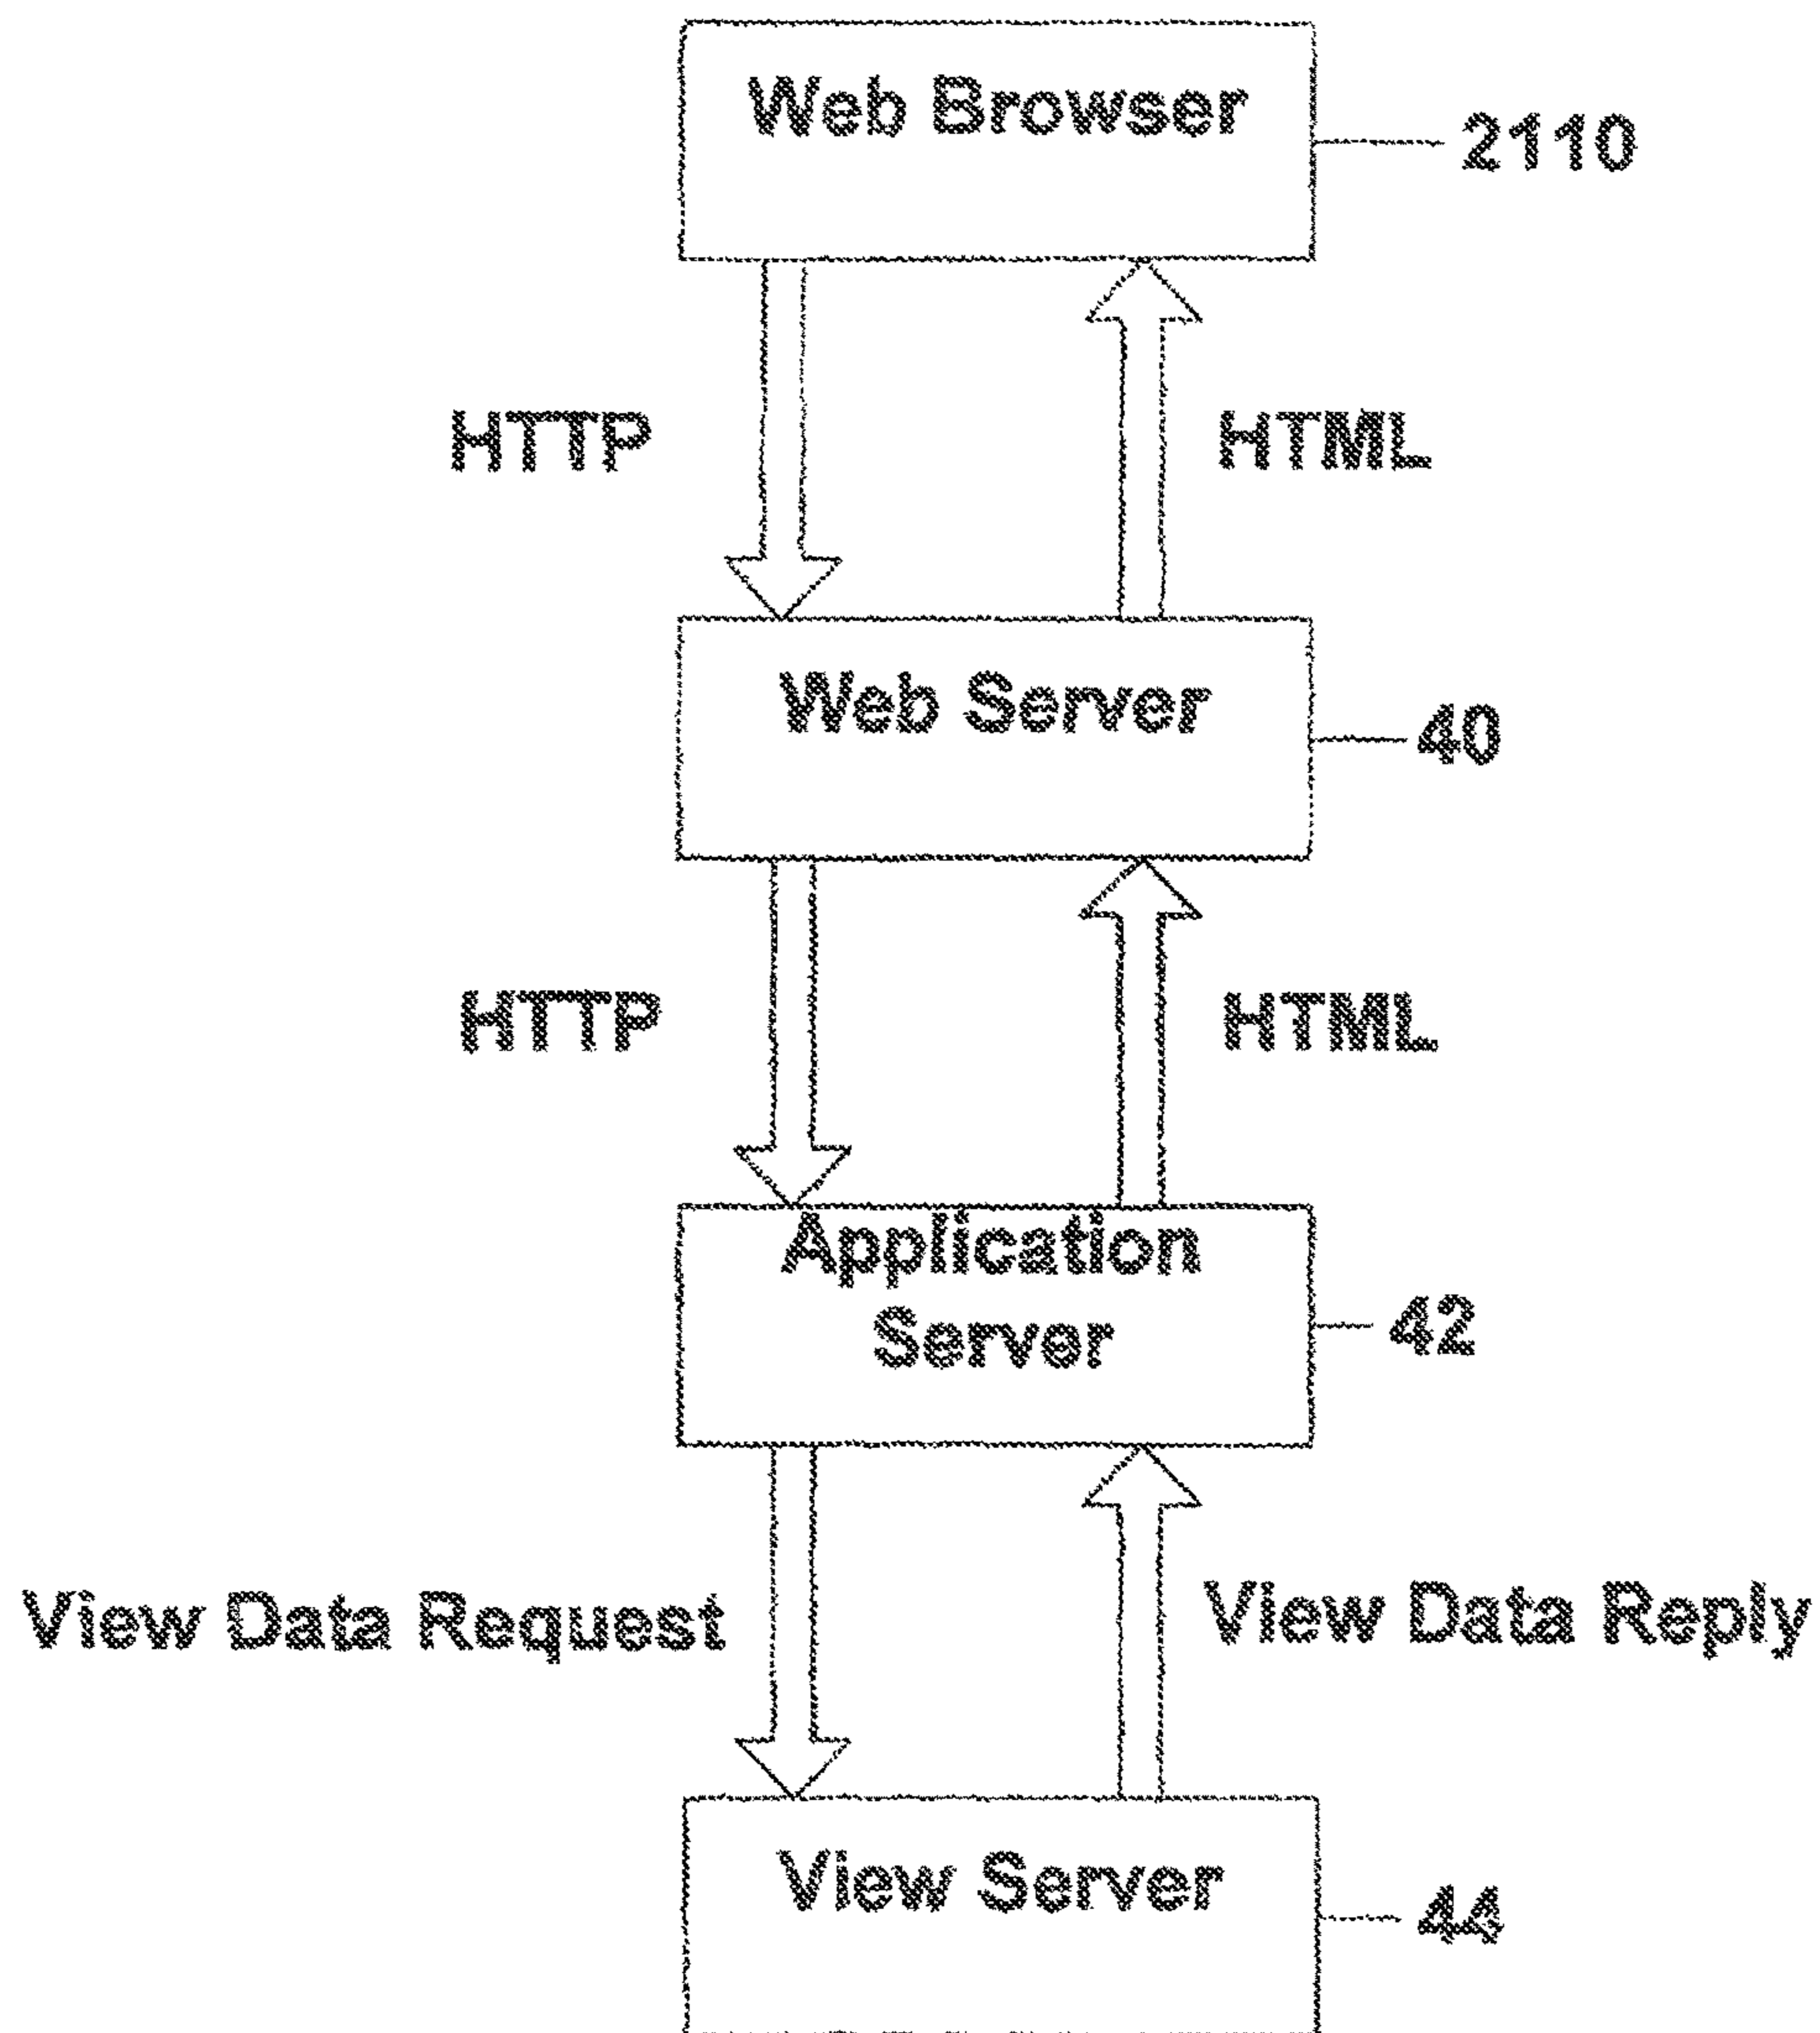 Web Browser
2110
HTTP
HTML
Web Server
40
HTTP
HTML
Application
Server
42
View Data Request
View Data Reply
View Server
44